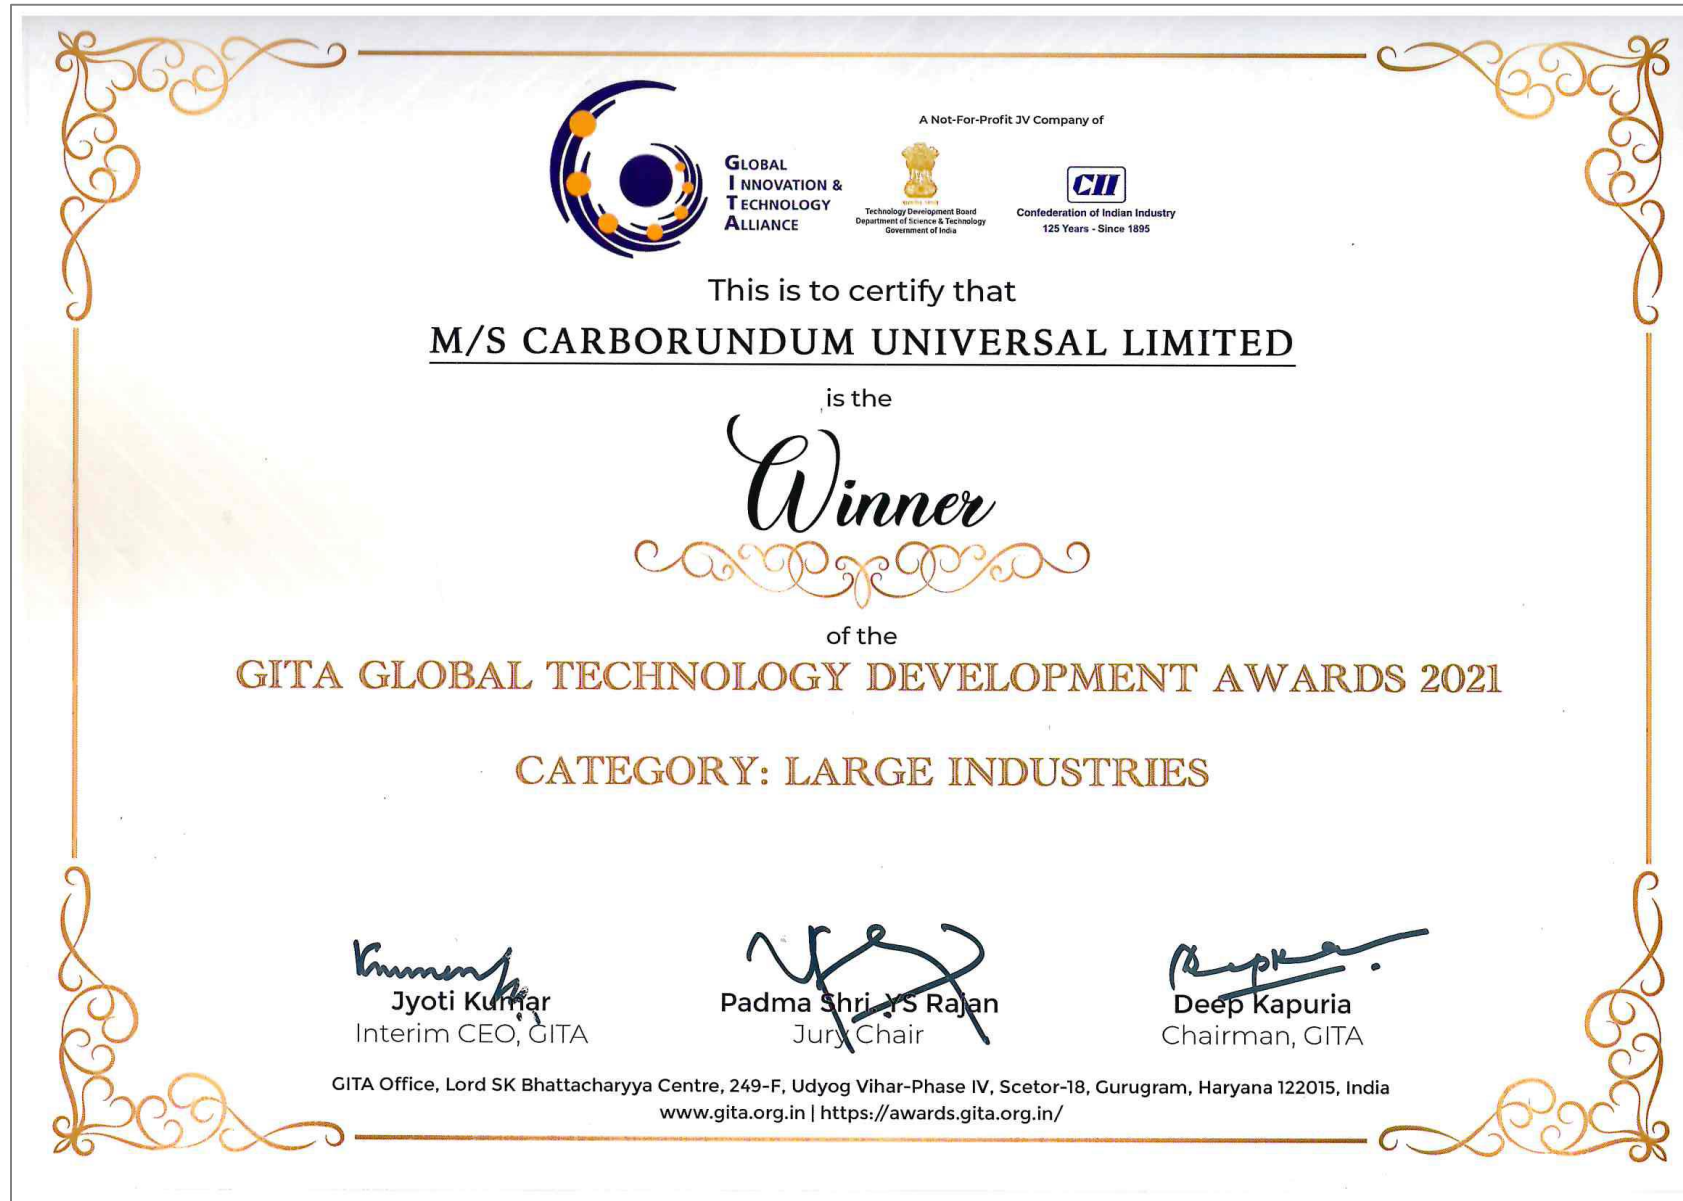 A Not-For-Profit JV Company of
GLOBAL
INNOVATION &
TECHNOLOGY
ALLIANCE
Technology Development Board
Department of Science & Technology
Government of India
CII
Confederation of Indian Industry
125 Years - Since 1895
This is to certify that
M/S CARBORUNDUM UNIVERSAL LIMITED
is the
Winner
of the
GITA GLOBAL TECHNOLOGY DEVELOPMENT AWARDS 2021
CATEGORY: LARGE INDUSTRIES
Jyoti Kumar
Interim CEO, GITA
Padma Shri. YS Rajan
Jury Chair
Deep Kapuria
Chairman, GITA
GITA Office, Lord SK Bhattacharyya Centre, 249-F, Udyog Vihar-Phase IV, Scetor-18, Gurugram, Haryana 122015, India
www.gita.org.in | https://awards.gita.org.in/